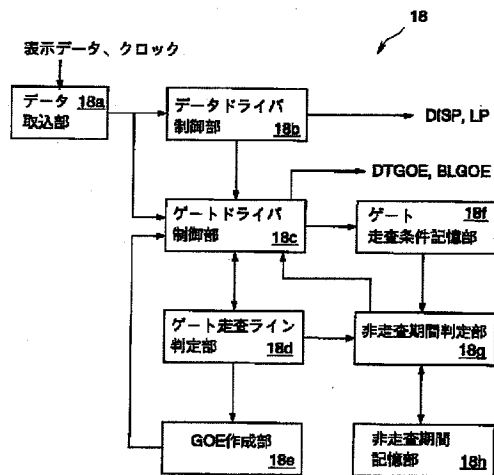 18
表示データ、クロック
データ 18a
取込部
データドライバ
制御部 18b
DISP, LP
DTGOE, BLGOE
ゲートドライバ
制御部 18c
ゲート 18f
走査条件記憶部
ゲート走査ライン
判定部 18d
非走査期間判定部
18g
GOE作成部
18e
非走査期間
記憶部 18h